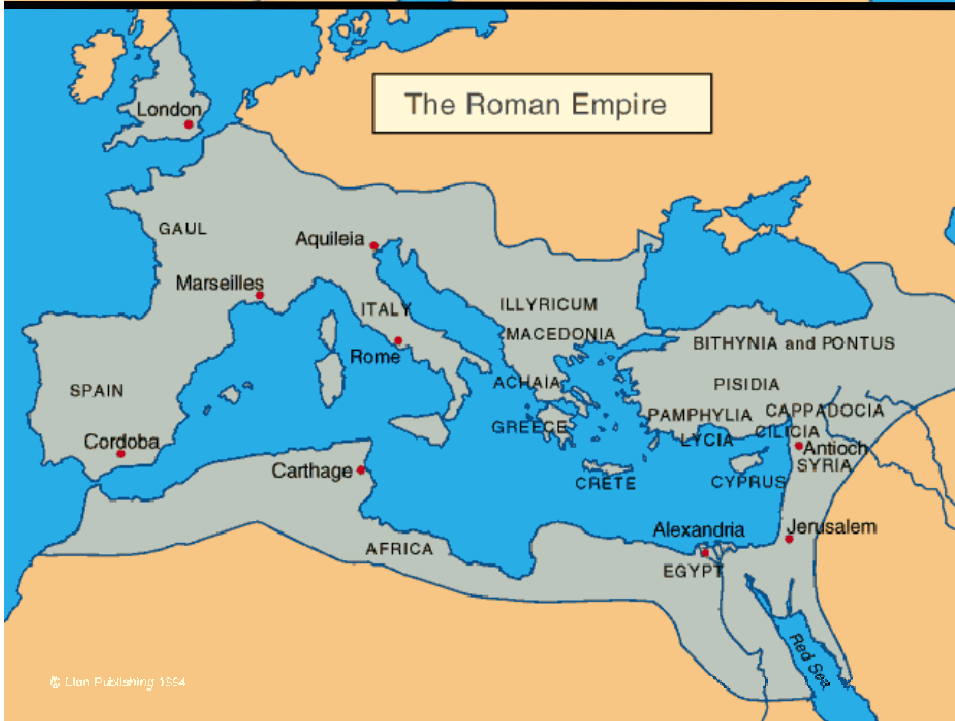 The Roman Empire
London
GAUL
Aquileia
Marseilles
ITALY
ILLYRICUM
MACEDONIA
Rome
BITHYNIA and PONTUS
SPAIN
ACHAIA
PISIDIA
GREECE
PAMPHYLIA
CAPPADOCIA
LYCIA
CILICIA
Cordoba
Antioch
Carthage
SYRIA
CRETE
CYPRUS
Alexandria
Jerusalem
AFRICA
EGYPT
Red Sea
© Lion Publishing 1994